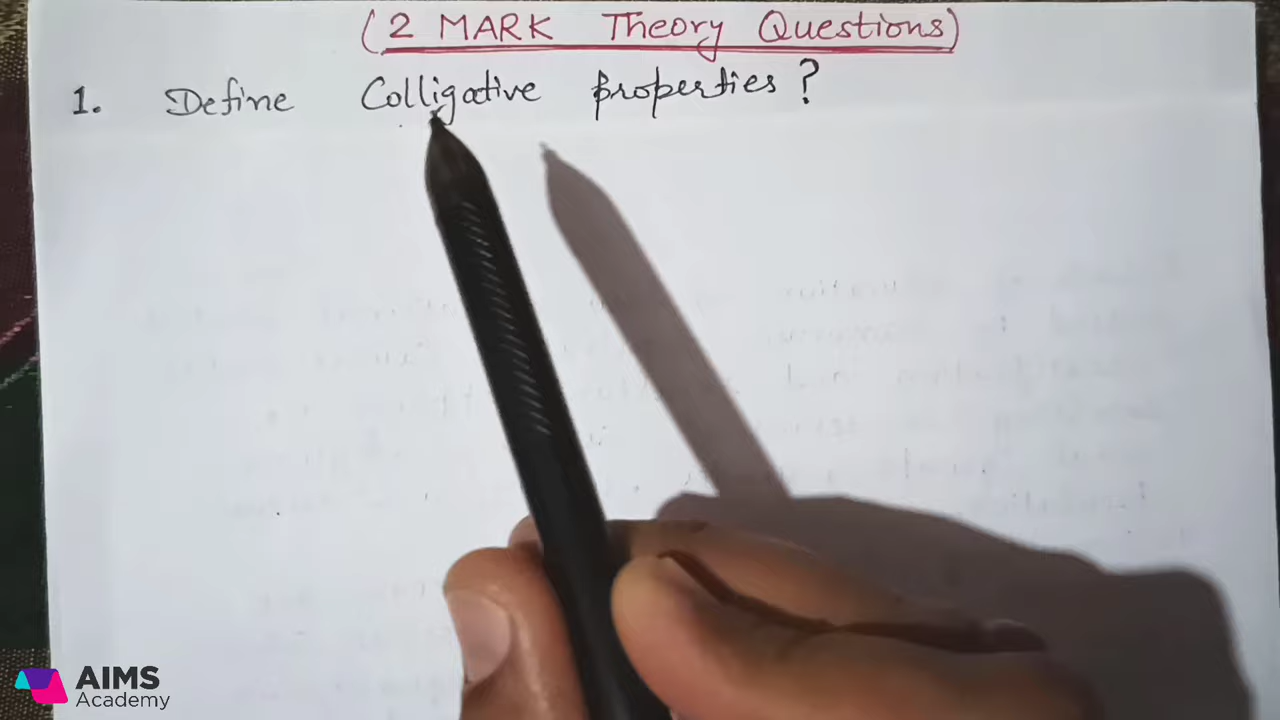 (2 MARK Theory Questions)
1. Define Colligative properties?
AIMS
Academy